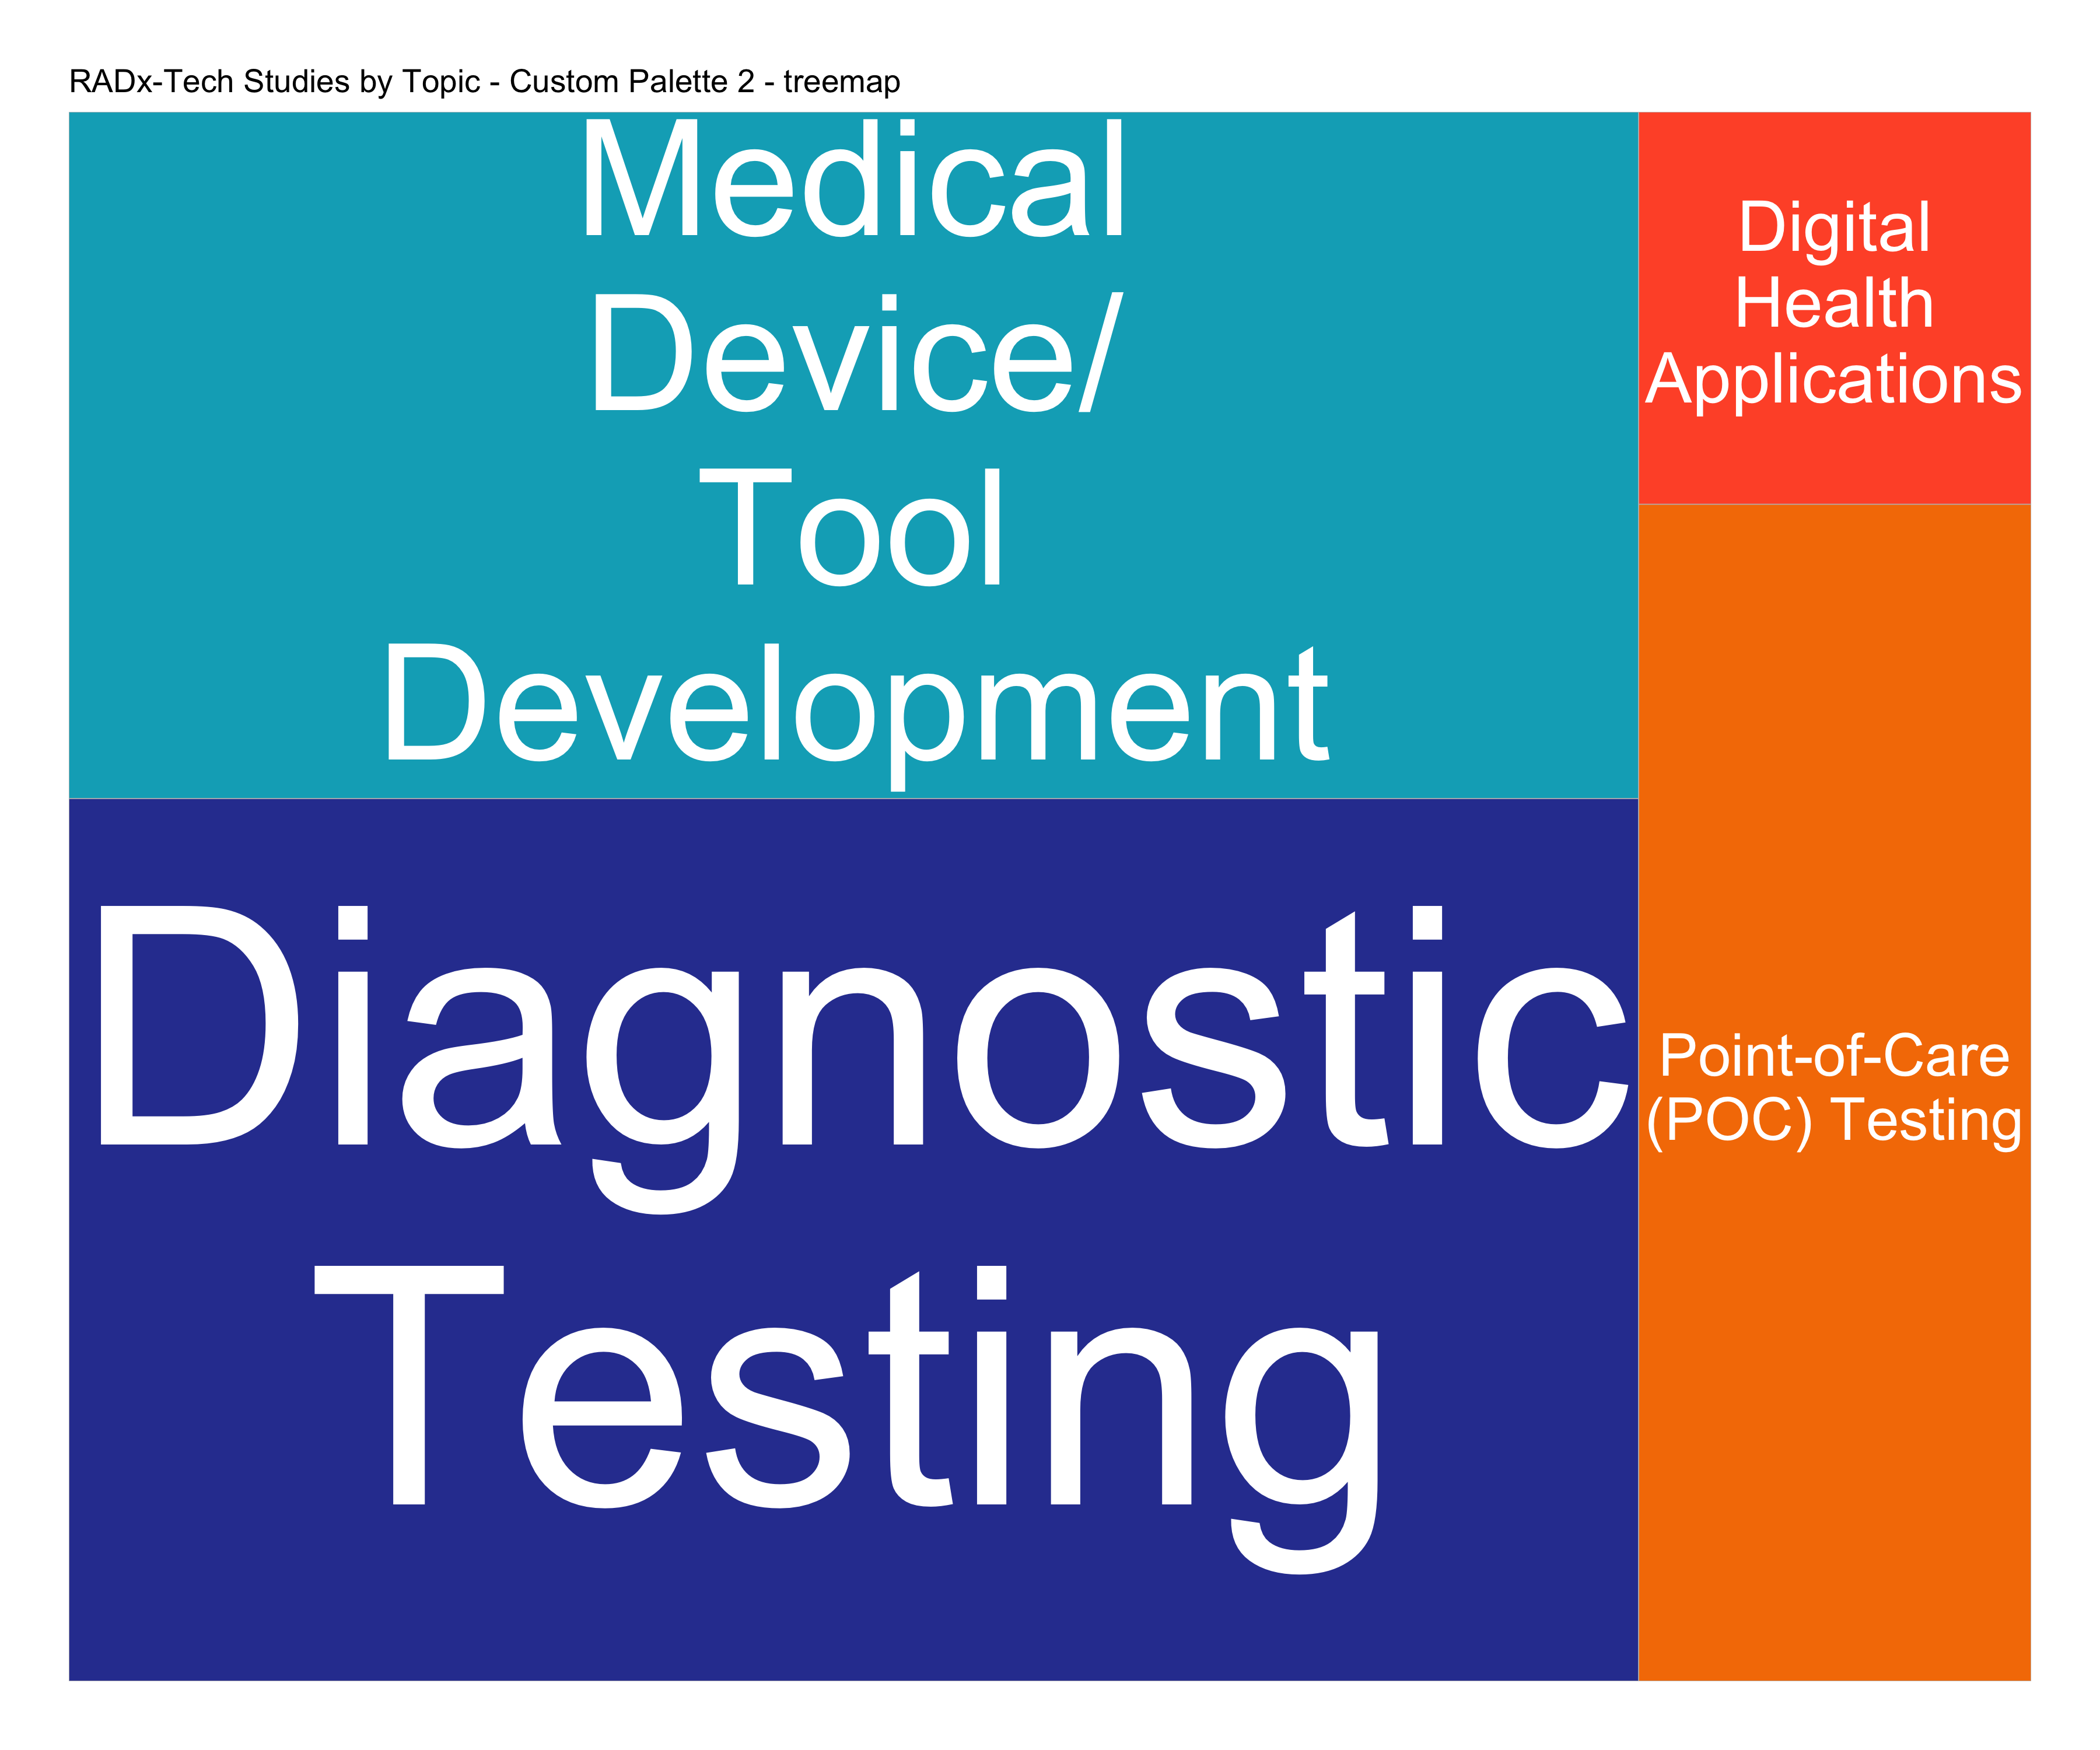 RADx-Tech Studies by Topic - Custom Palette 2 - treemap
Medical
Device/
Tool
Development
Digital
Health
Applications
Diagnostic
Testing
Point-of-Care
(POC) Testing